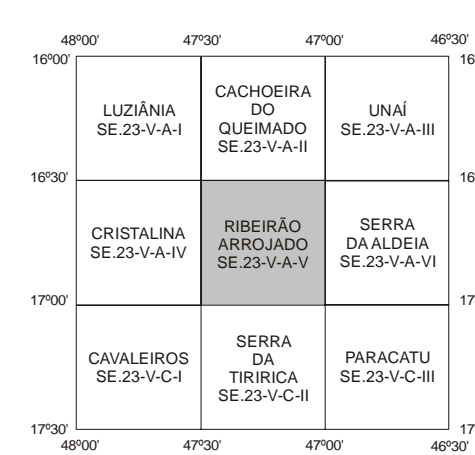 48º00' 47º30' 47º00' 46º30'
16º00' 16
LUZIÂNIA
SE.23-V-A-I
CACHOEIRA
DO
QUEIMADO
SE.23-V-A-II
UNAÍ
SE.23-V-A-III
16º30' 16
CRISTALINA
SE.23-V-A-IV
RIBEIRÃO
ARROJADO
SE.23-V-A-V
SERRA
DA ALDEIA
SE.23-V-A-VI
17º00' 17
CAVALEIROS
SE.23-V-C-I
SERRA
DA
TIRIRICA
SE.23-V-C-II
PARACATU
SE.23-V-C-III
17º30' 17
48º00' 47º30' 47º00' 46º30'